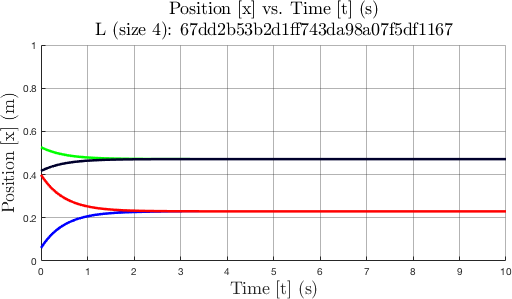 Position [x] vs. Time [t] (s)
L (size 4): 67dd2b53b2d1ff743da98a07f5df1167
Position [x] (m)
1
0.8
0.6
0.4
0.2
0
0 1 2 3 4 5 6 7 8 9 10
Time [t] (s)